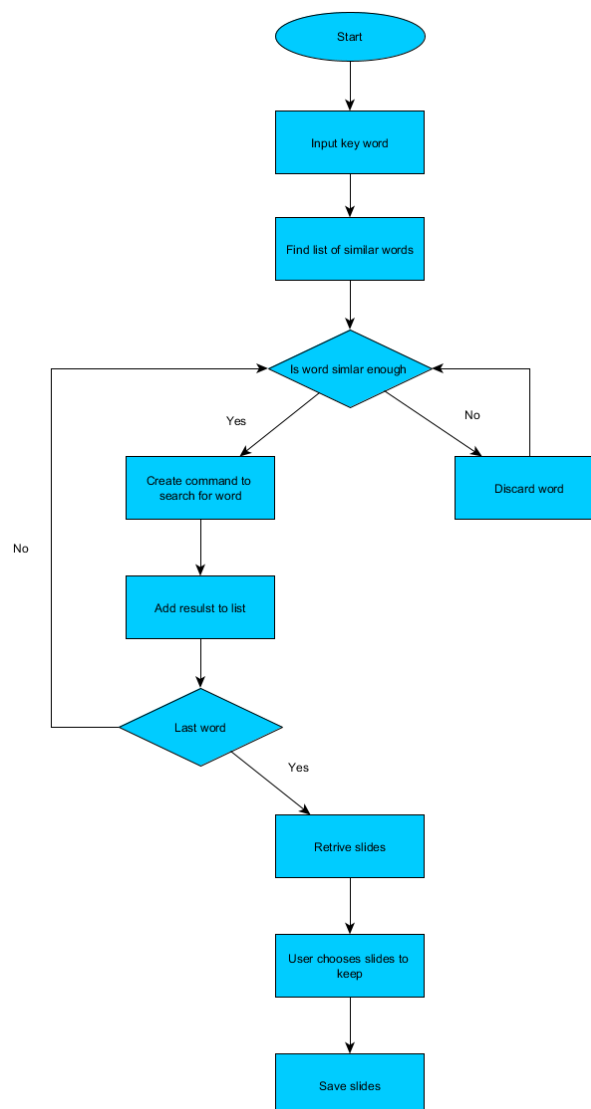 Start
Input key word
Find list of similar words
Is word simlar enough
Yes
No
Create command to
search for word
Discard word
No
Add resulst to list
Last word
Yes
Retrive slides
User chooses slides to
keep
Save slides